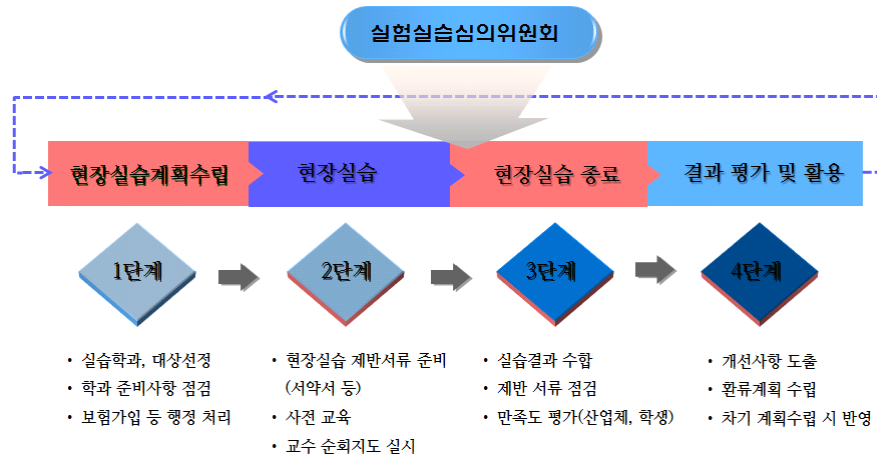 실험실습심의위원회
현장실습계획수립
현장실습
현장실습 종료
결과 평가 및 활용
1단계
2단계
3단계
4단계
• 실습학과, 대상선정
• 학과 준비사항 점검
• 보험가입 등 행정 처리
• 현장실습 제반서류 준비
(서약서 등)
• 사전 교육
• 교수 순회지도 실시
• 실습결과 수합
• 제반 서류 점검
• 만족도 평가(산업체, 학생)
• 개선사항 도출
• 환류계획 수립
• 차기 계획수립 시 반영